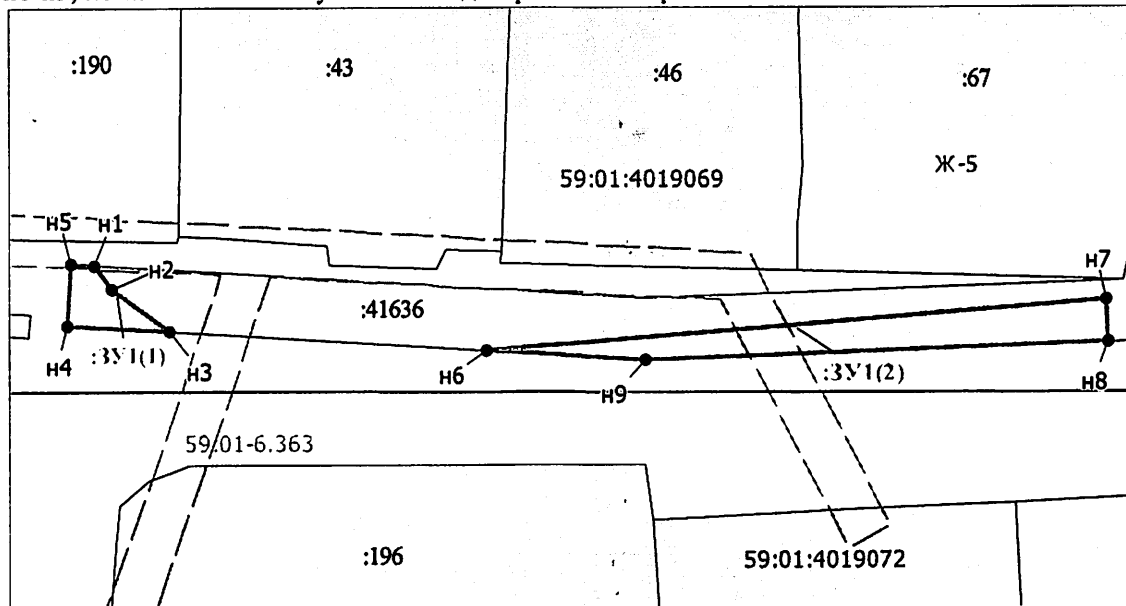 :190
:43
:46
:67
Ж-5
59:01:4019069
н5
н1
н2
н7
:41636
:ЗУ1(1)
н4
н3
н6
н9
:ЗУ1(2)
н8
59:01-6.363
:196
59:01:4019072